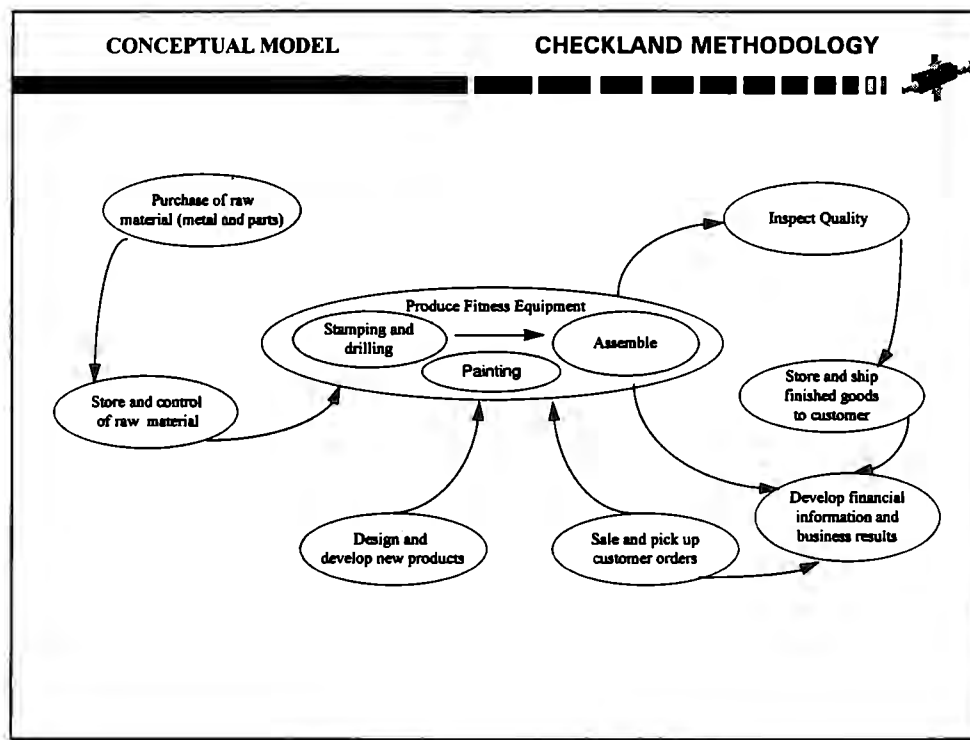 CONCEPTUAL MODEL
CHECKLAND METHODOLOGY
Purchase of raw
material (metal and parts)
Inspect Quality
Produce Fitness Equipment
Stamping and
drilling
Assemble
Painting
Store and control
of raw material
Store and ship
finished goods
to customer
Develop financial
information and
business results
Design and
develop new products
Sale and pick up
customer orders